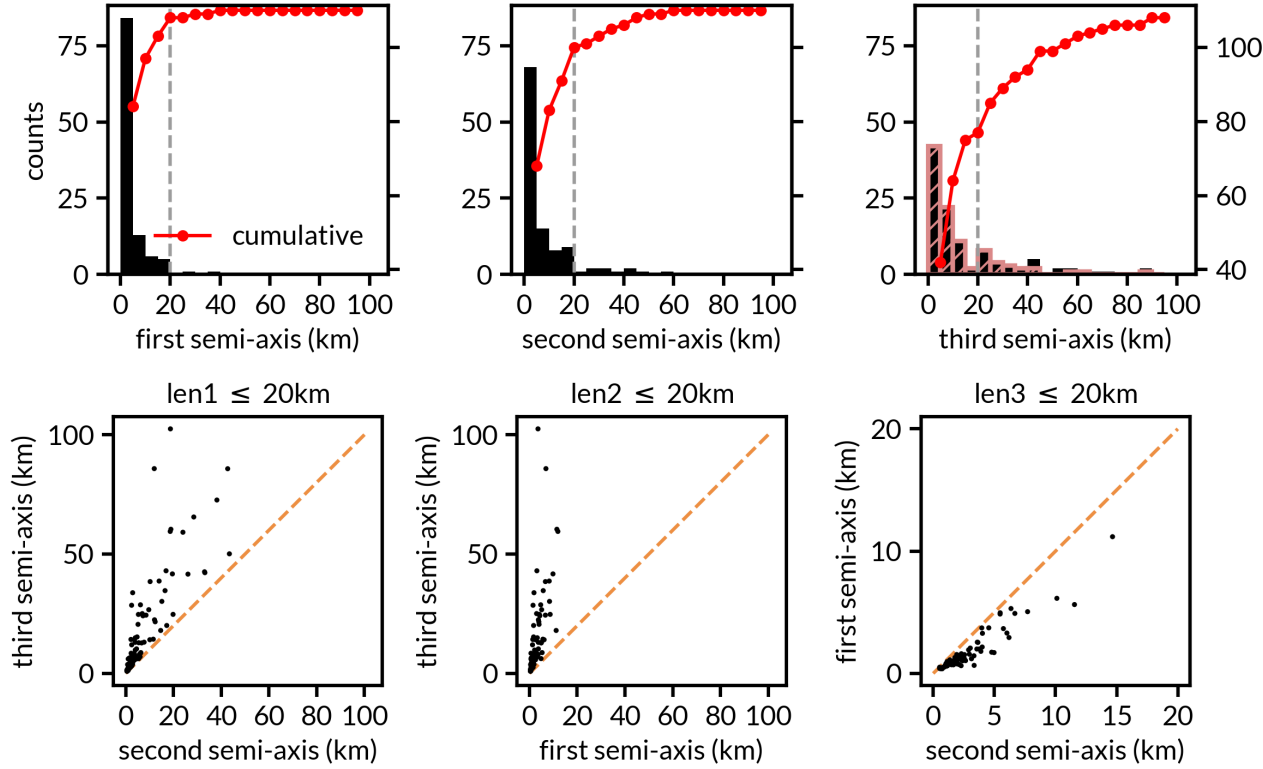 counts
75
50
25
0
cumulative
0 20 40 60 80 100
first semi-axis (km)
75
50
25
0
0 20 40 60 80 100
second semi-axis (km)
75
50
25
0
100
80
60
40
0 20 40 60 80 100
third semi-axis (km)
len1 ≤ 20km
third semi-axis (km)
100
50
0
0 20 40 60 80 100
second semi-axis (km)
len2 ≤ 20km
third semi-axis (km)
100
50
0
0 20 40 60 80 100
first semi-axis (km)
len3 ≤ 20km
first semi-axis (km)
20
10
0
0 5 10 15 20
second semi-axis (km)